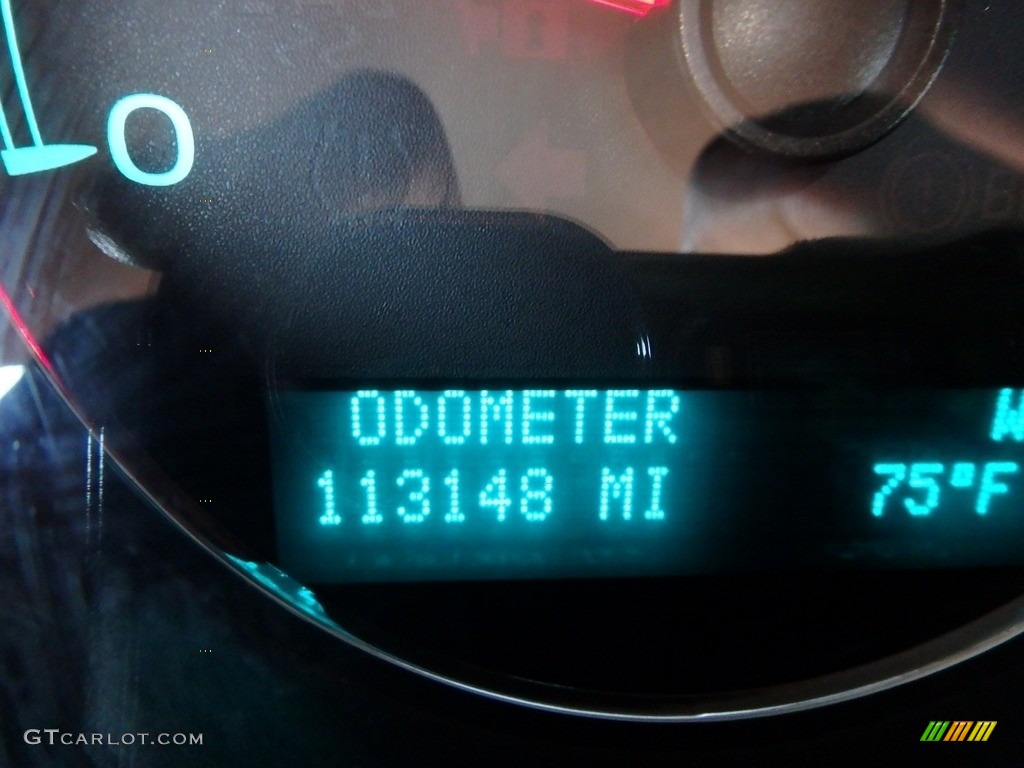 0
ODOMETER W
113148 MI 75°F
GTCARLOT.COM